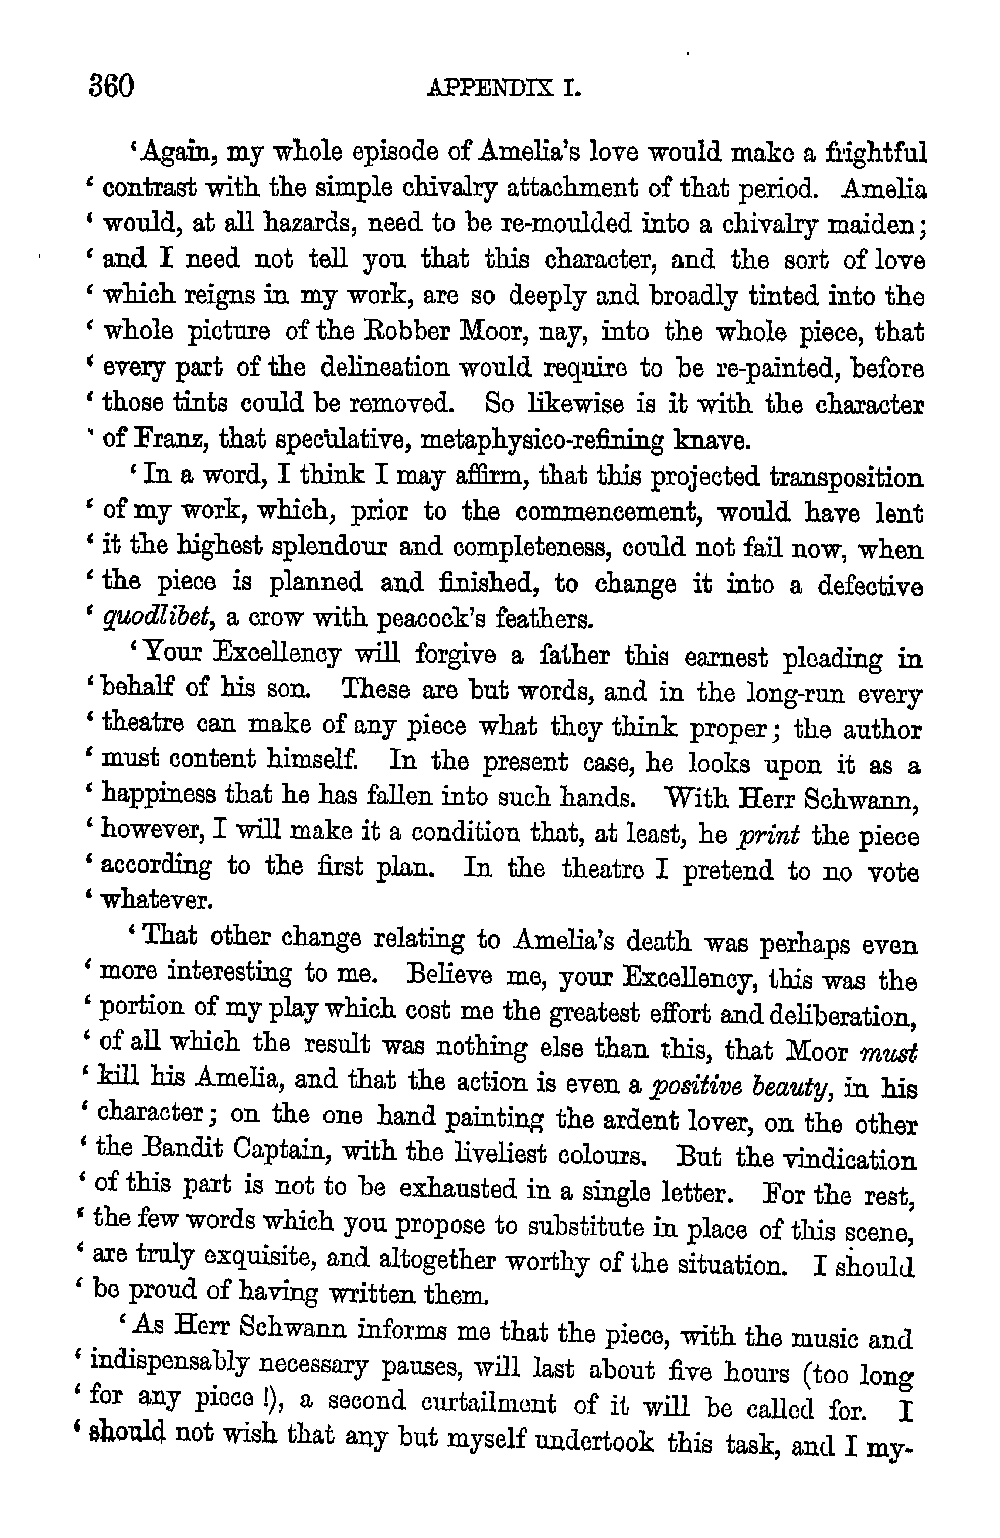 360 APPENDIX I.
‘Again, my whole episode of Amelia’s love would make a frightful
‘ contrast with the simple chivalry attachment of that period. Amelia
‘ would, at all hazards, need to be re-moulded into a chivalry maiden;
‘ and I need not tell you that this character, and the sort of love
‘ which reigns in my work, are so deeply and broadly tinted into the
‘ whole picture of the Robber Moor, nay, into the whole piece, that
‘ every part of the delineation would require to be re-painted, before
‘ those tints could be removed. So likewise is it with the character
‘ of Franz, that speculative, metaphysico-refining knave.
‘ In a word, I think I may affirm, that this projected transposition
‘ of my work, which, prior to the commencement, would have lent
‘ it the highest splendour and completeness, could not fail now, when
‘ the piece is planned and finished, to change it into a defective
‘ quodlibet, a crow with peacock’s feathers.
‘ Your Excellency will forgive a father this earnest pleading in
‘ behalf of his son. These are but words, and in the long-run every
‘ theatre can make of any piece what they think proper; the author
‘ must content himself. In the present case, he looks upon it as a
‘ happiness that he has fallen into such hands. With Herr Schwann,
‘ however, I will make it a condition that, at least, he print the piece
‘ according to the first plan. In the theatre I pretend to no vote
‘ whatever.
‘ That other change relating to Amelia’s death was perhaps even
‘ more interesting to me. Believe me, your Excellency, this was the
‘ portion of my play which cost me the greatest effort and deliberation,
‘ of all which the result was nothing else than this, that Moor must
‘ kill his Amelia, and that the action is even a positive beauty, in his
‘ character; on the one hand painting the ardent lover, on the other
‘ the Bandit Captain, with the liveliest colours. But the vindication
‘ of this part is not to be exhausted in a single letter. For the rest,
‘ the few words which you propose to substitute in place of this scene,
‘ are truly exquisite, and altogether worthy of the situation. I should
‘ be proud of having written them.
‘ As Herr Schwann informs me that the piece, with the music and
‘ indispensably necessary pauses, will last about five hours (too long
‘ for any piece !), a second curtailment of it will be called for. I
‘ should not wish that any but myself undertook this task, and I my-